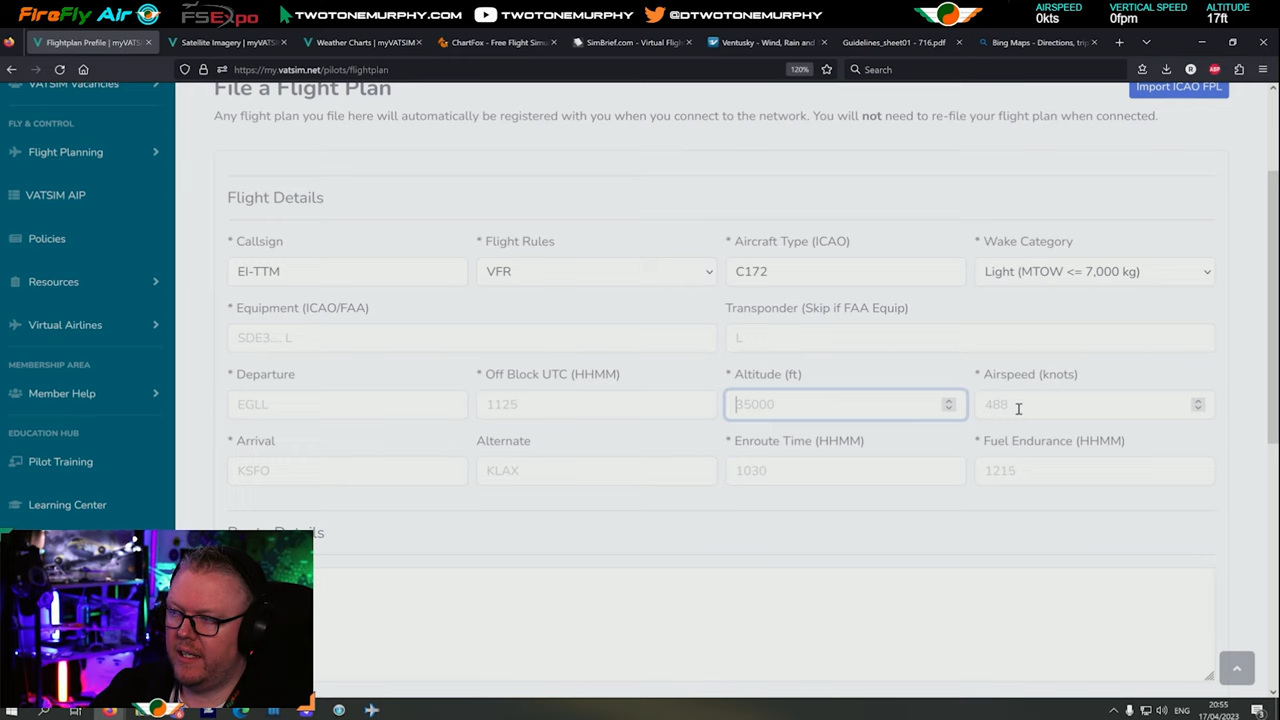 FireFly Air FSExpo TWOTONEMURPHY.COM TWOTONEMURPHY @DTWOTONEMURPHY
AIRSPEED VERTICAL SPEED ALTITUDE
0kts 0fpm 17ft
Flightplan Prefile | myVATS Satellite Imagery | myVATS Weather Charts | myVATSIM ChartFox - Free Flight Simu SimBrief.com - Virtual Fligh Ventusky - Wind, Rain and Guidelines_sheet01 - 716.pdf Bing Maps - Directions, trip
https://my.vatsim.net/pilots/flightplan 120% Search
VATSIM Vacancies
FLY & CONTROL
Flight Planning
VATSIM AIP
Policies
Resources
Virtual Airlines
MEMBERSHIP AREA
Member Help
EDUCATION HUB
Pilot Training
Learning Center
File a Flight Plan
Import ICAO FPL
Any flight plan you file here will automatically be registered with you when you connect to the network. You will not need to re-file your flight plan when connected.
Flight Details
* Callsign * Flight Rules * Aircraft Type (ICAO) * Wake Category
EI-TTM VFR C172 Light (MTOW <= 7,000 kg)
* Equipment (ICAO/FAA) Transponder (Skip if FAA Equip)
SDE3.... L L
* Departure * Off Block UTC (HHMM) * Altitude (ft) * Airspeed (knots)
EGLL 1125 35000 488
* Arrival Alternate * Enroute Time (HHMM) * Fuel Endurance (HHMM)
KSFO KLAX 1030 1215
ENG 20:55
17/04/2023